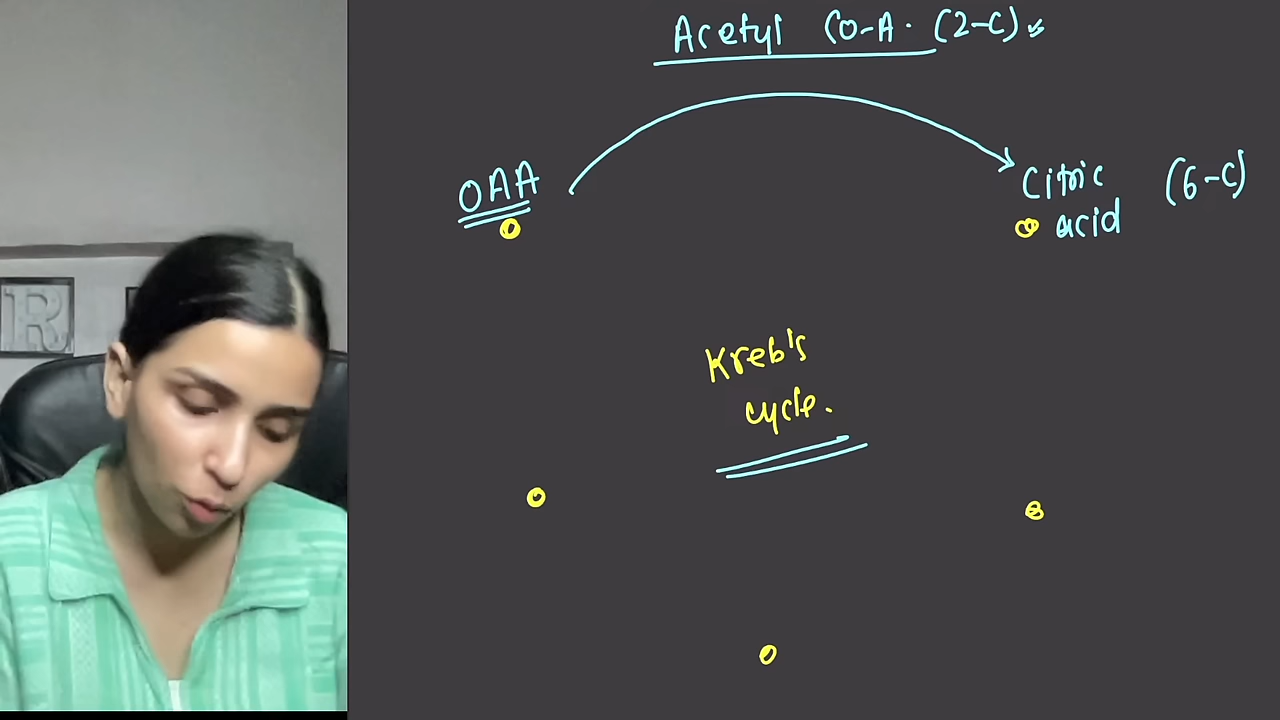 Acetyl Co-A. (2-C)
OAA
Citric (6-C)
acid
Kreb's
cycle.
R